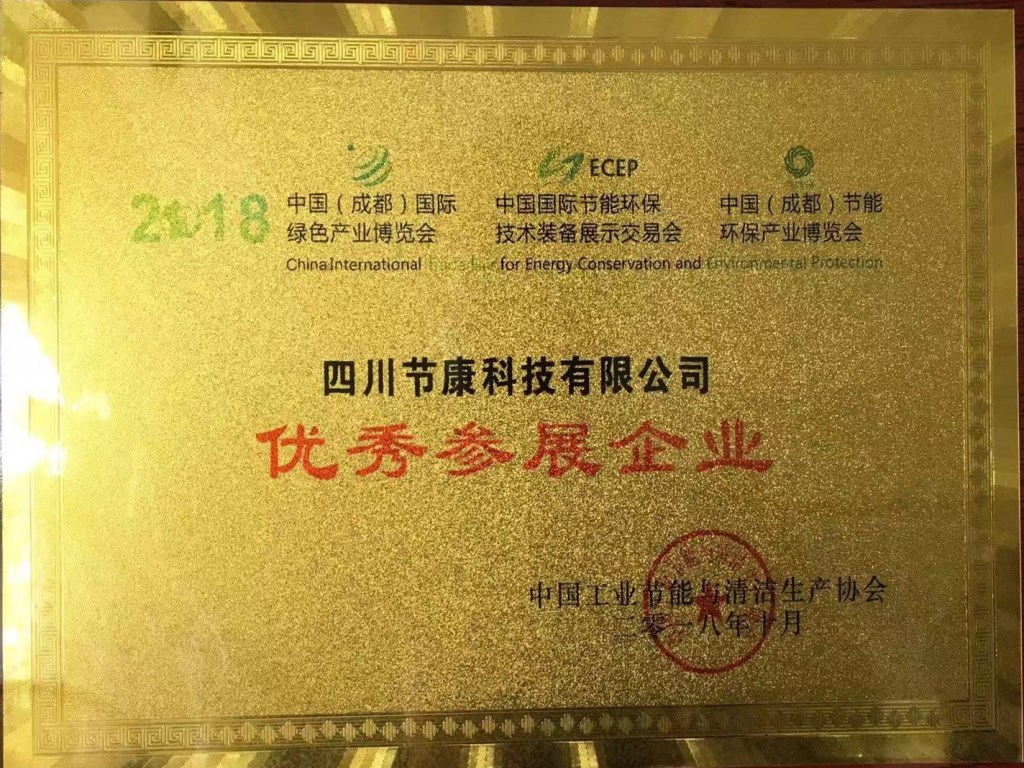 ECEP
2018
中国（成都）国际
绿色产业博览会
中国国际节能环保
技术装备展示交易会
中国（成都）节能
环保产业博览会
China International Trade Fair for Energy Conservation and Environmental Protection
四川节康科技有限公司
优秀参展企业
中国工业节能与清洁生产协会
二零一八年十月